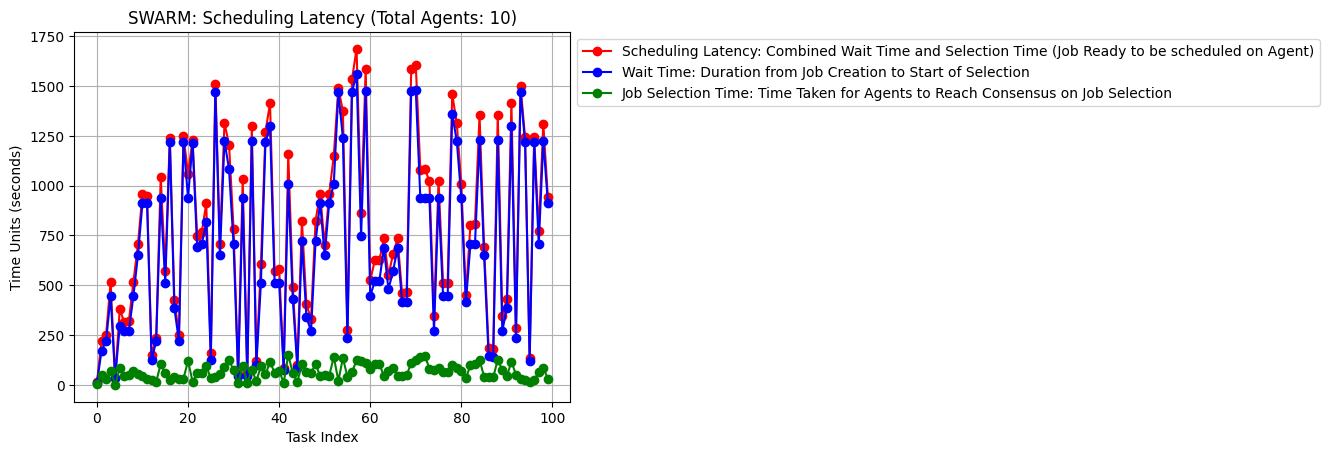 SWARM: Scheduling Latency (Total Agents: 10)
Scheduling Latency: Combined Wait Time and Selection Time (Job Ready to be scheduled on Agent)
Wait Time: Duration from Job Creation to Start of Selection
Job Selection Time: Time Taken for Agents to Reach Consensus on Job Selection
Time Units (seconds)
1750
1500
1250
1000
750
500
250
0
0 20 40 60 80 100
Task Index